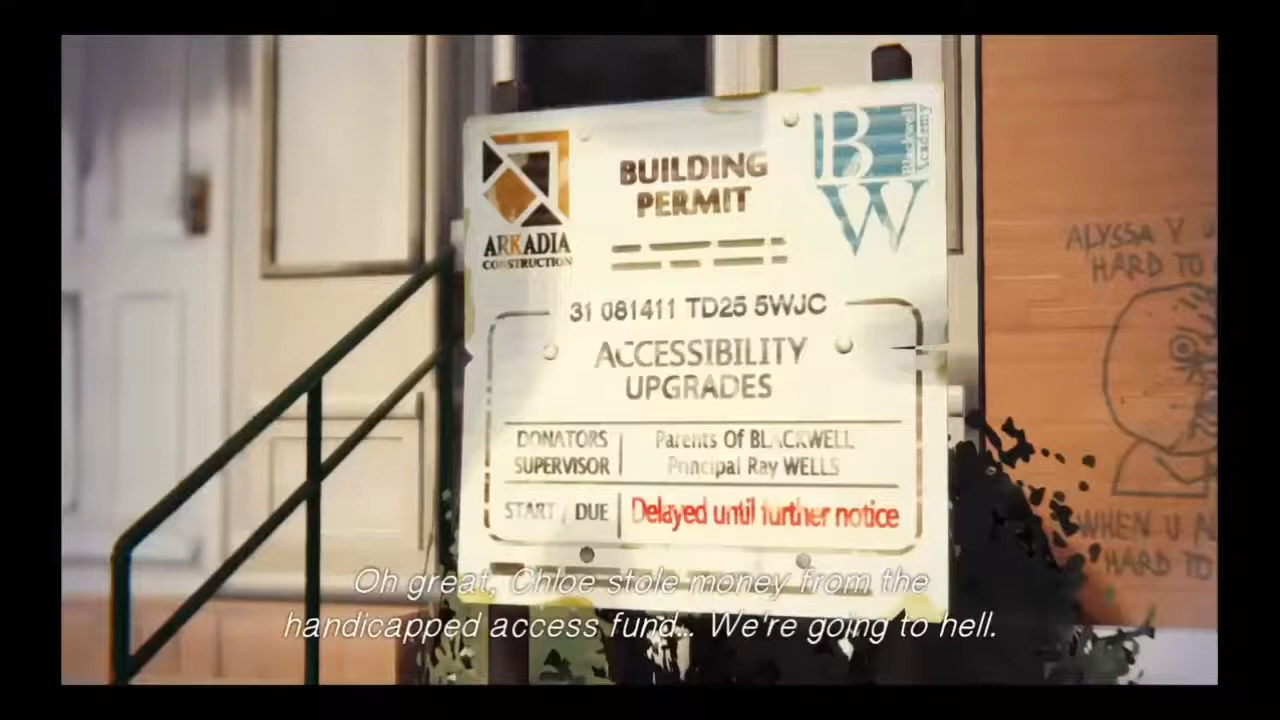 BUILDING
PERMIT
ARKADIA
CONSTRUCTION
BW
Blackwell
Academy
31 081411 TD25 5WJC
ACCESSIBILITY
UPGRADES
DONATORS Parents Of BLACKWELL
SUPERVISOR Principal Ray WELLS
START / DUE Delayed until further notice
ALYSSA
HARD TO
WHEN U
HARD TO
Oh great, Chloe stole money from the
handicapped access fund... We're going to hell.